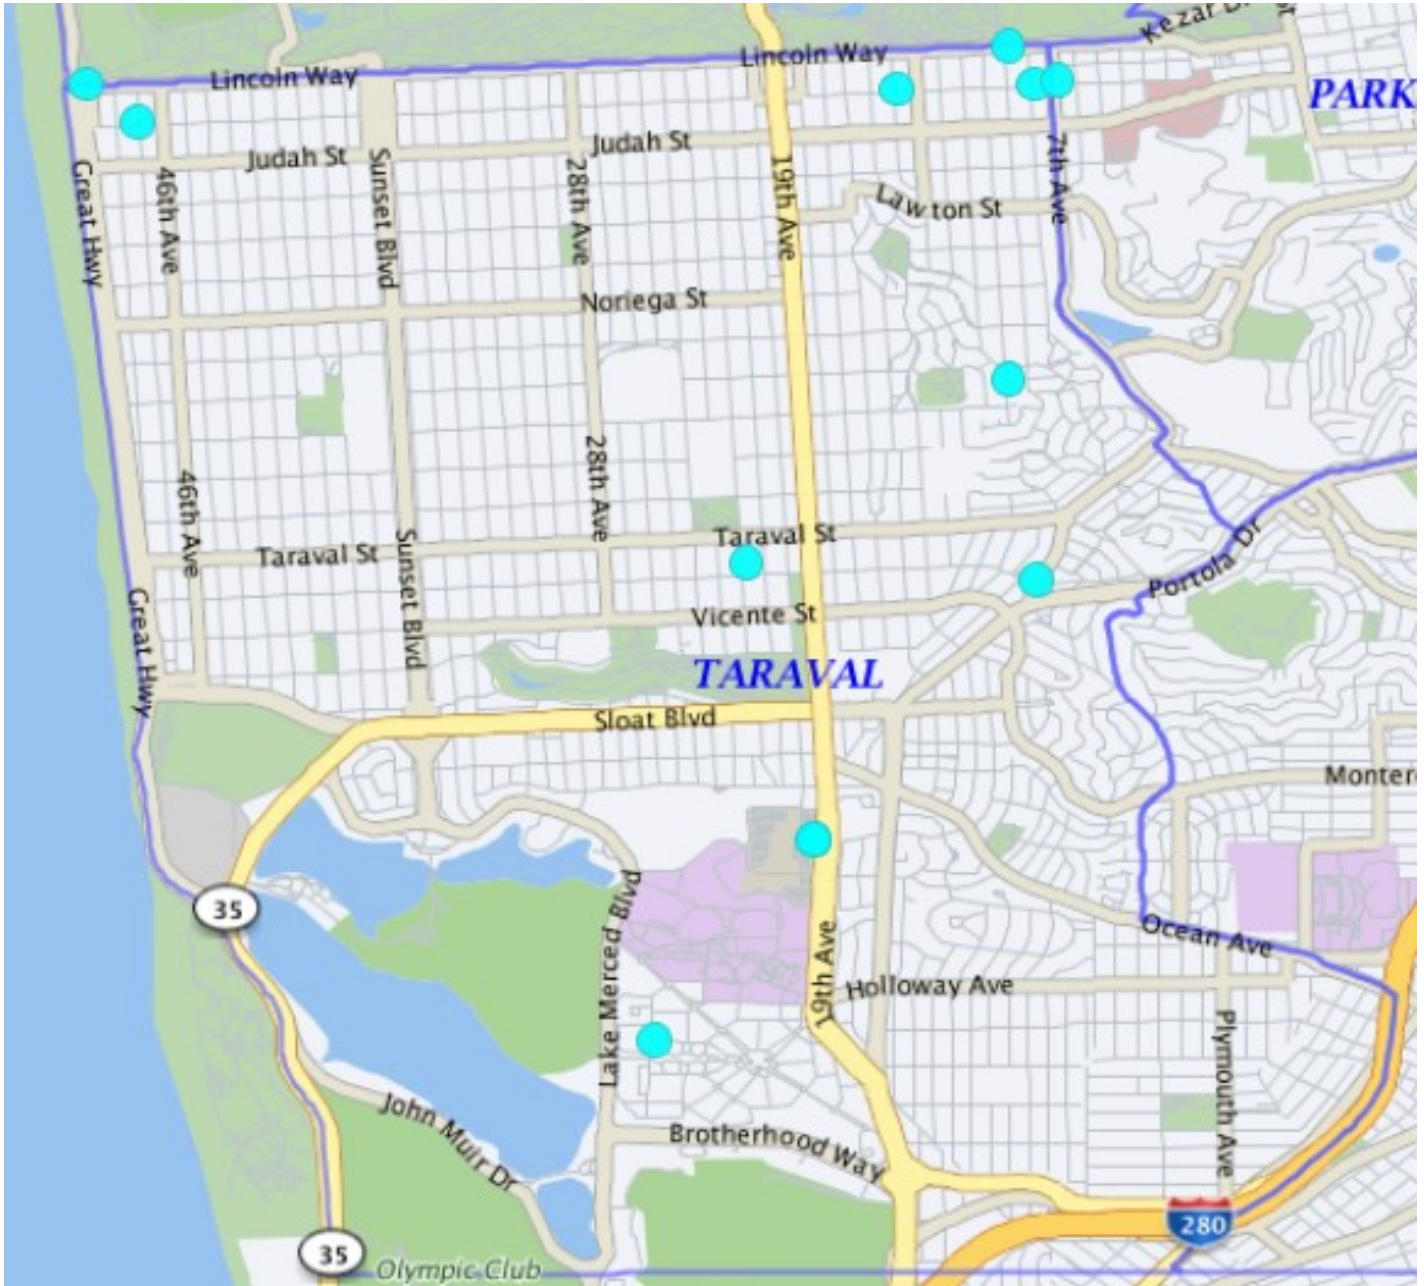 Kezar Dr
Lincoln Way
Lincoln Way
PARK
Judah St
Judah St
Great Hwy
46th Ave
Sunset Blvd
28th Ave
19th Ave
7th Ave
Lawton St
Noriega St
46th Ave
28th Ave
Taraval St
Taraval St
Sunset Blvd
Great Hwy
Portola Dr
Vicente St
TARAVAL
Sloat Blvd
Monter
35
Lake Merced Blvd
19th Ave
Ocean Ave
Holloway Ave
Plymouth Ave
John Muir Dr
Brotherhood Way
280
35
Olympic Club